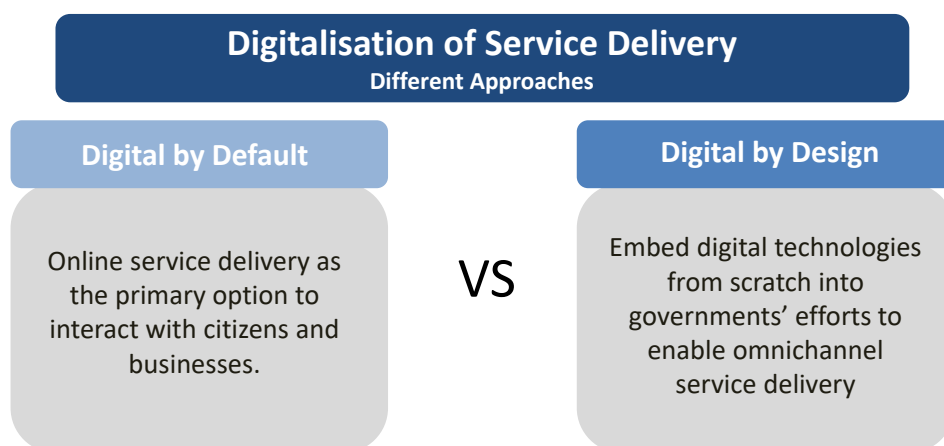 Digitalisation of Service Delivery
Different Approaches
Digital by Default
Online service delivery as
the primary option to
interact with citizens and
businesses.
VS
Digital by Design
Embed digital technologies
from scratch into
governments’ efforts to
enable omnichannel
service delivery